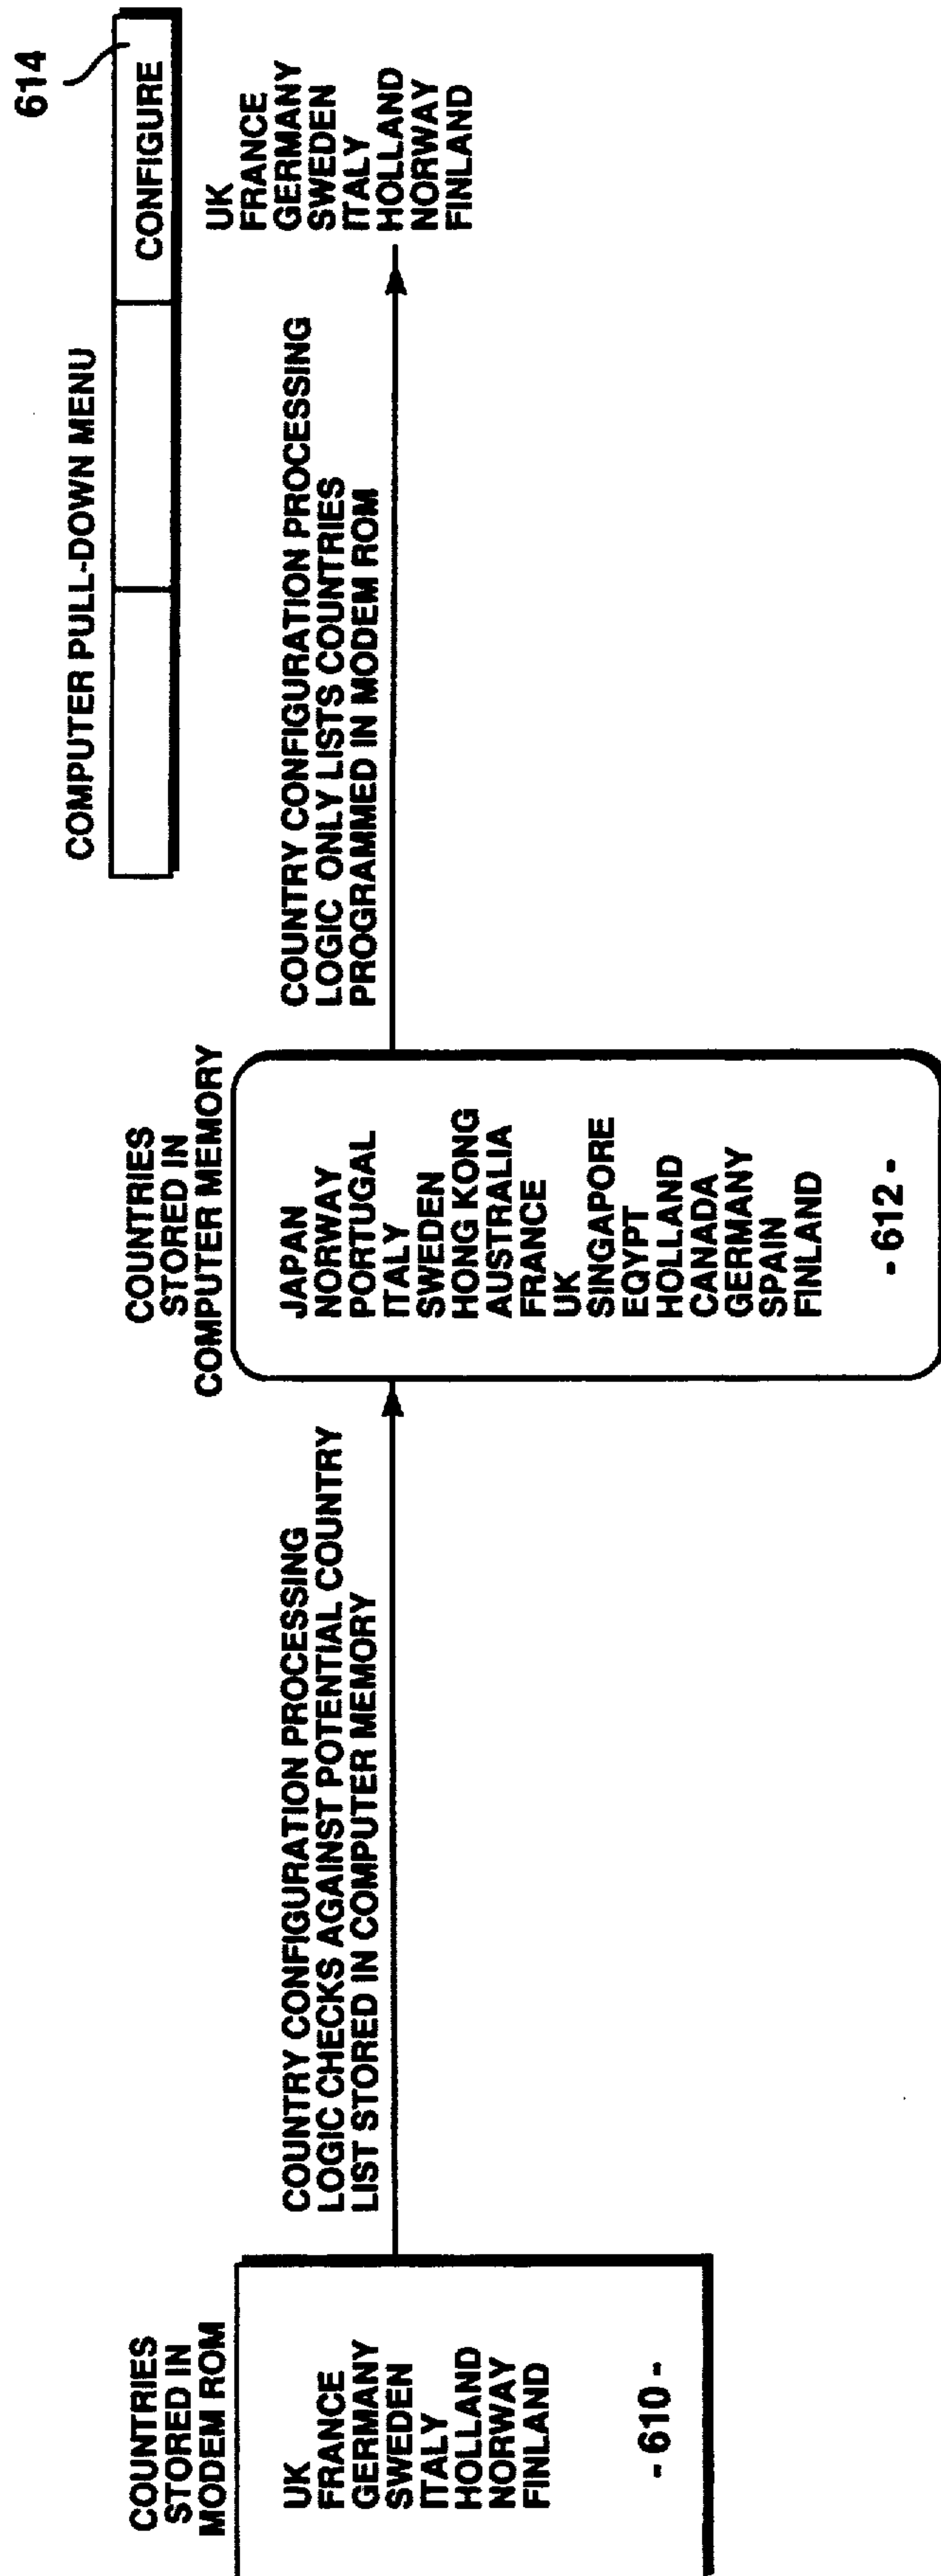 COUNTRIES
STORED IN
MODEM ROM
UK
FRANCE
GERMANY
SWEDEN
ITALY
HOLLAND
NORWAY
FINLAND
- 610 -
COUNTRY CONFIGURATION PROCESSING
LOGIC CHECKS AGAINST POTENTIAL COUNTRY
LIST STORED IN COMPUTER MEMORY
COUNTRIES
STORED IN
COMPUTER MEMORY
JAPAN
NORWAY
PORTUGAL
ITALY
SWEDEN
HONG KONG
AUSTRALIA
FRANCE
UK
SINGAPORE
EQYPT
HOLLAND
CANADA
GERMANY
SPAIN
FINLAND
- 612 -
COUNTRY CONFIGURATION PROCESSING
LOGIC ONLY LISTS COUNTRIES
PROGRAMMED IN MODEM ROM
COMPUTER PULL-DOWN MENU
CONFIGURE
614
UK
FRANCE
GERMANY
SWEDEN
ITALY
HOLLAND
NORWAY
FINLAND